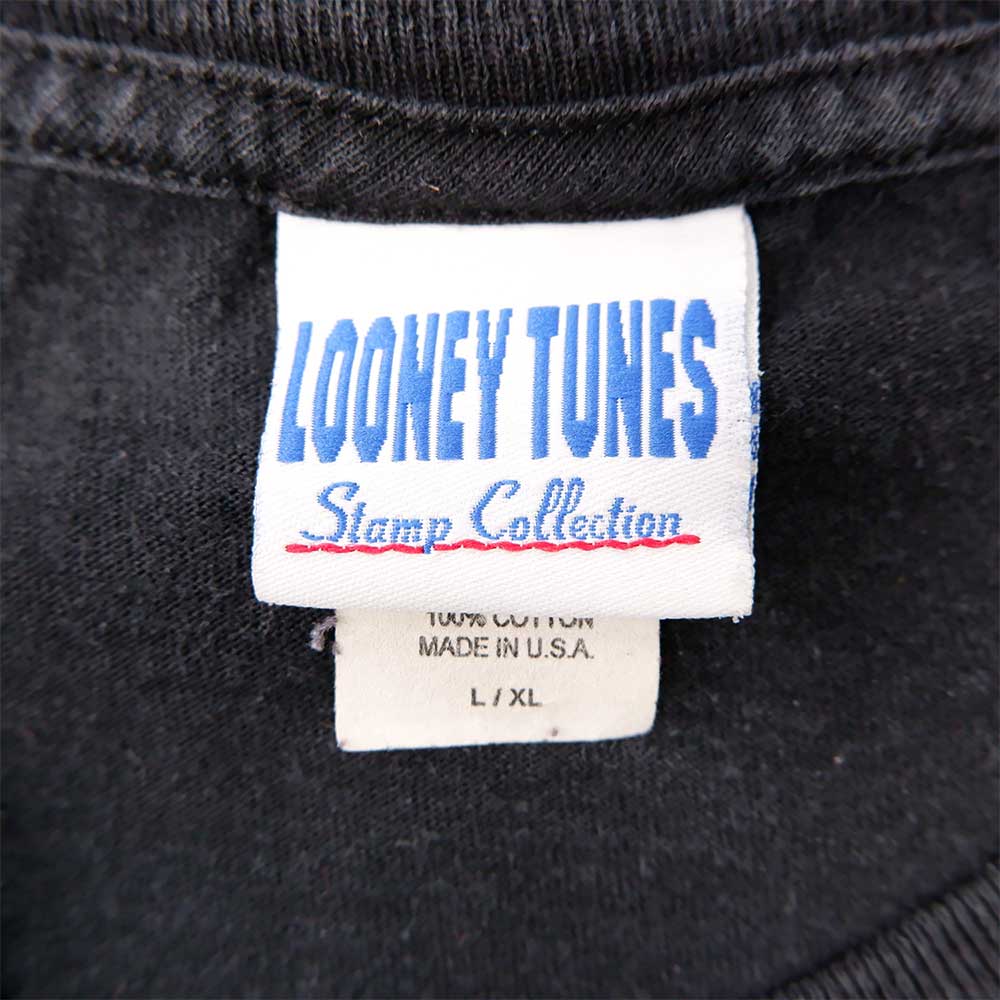 LOONEY TUNES
Stamp Collection
100% COTTON
MADE IN U.S.A.
L / XL